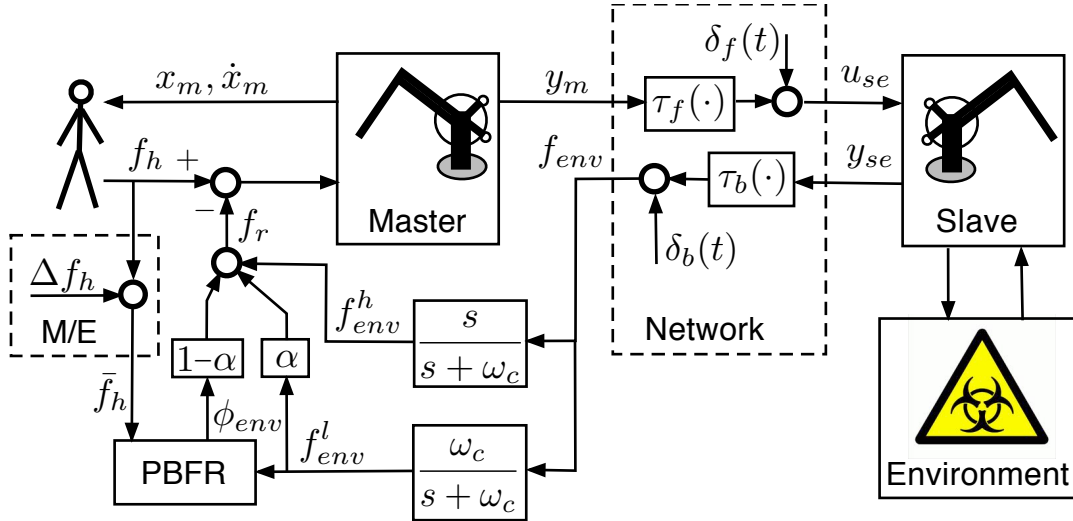 δ_f(t)
x_m, ẋ_m
y_m
τ_f(·)
u_se
f_h +
f_env
τ_b(·)
y_se
-
Master
f_r
δ_b(t)
Slave
Δ f_h
M/E
f^h_env
s
s + ω_c
Network
1-α
α
f̄_h
ϕ_env
f^l_env
ω_c
s + ω_c
PBFR
Environment